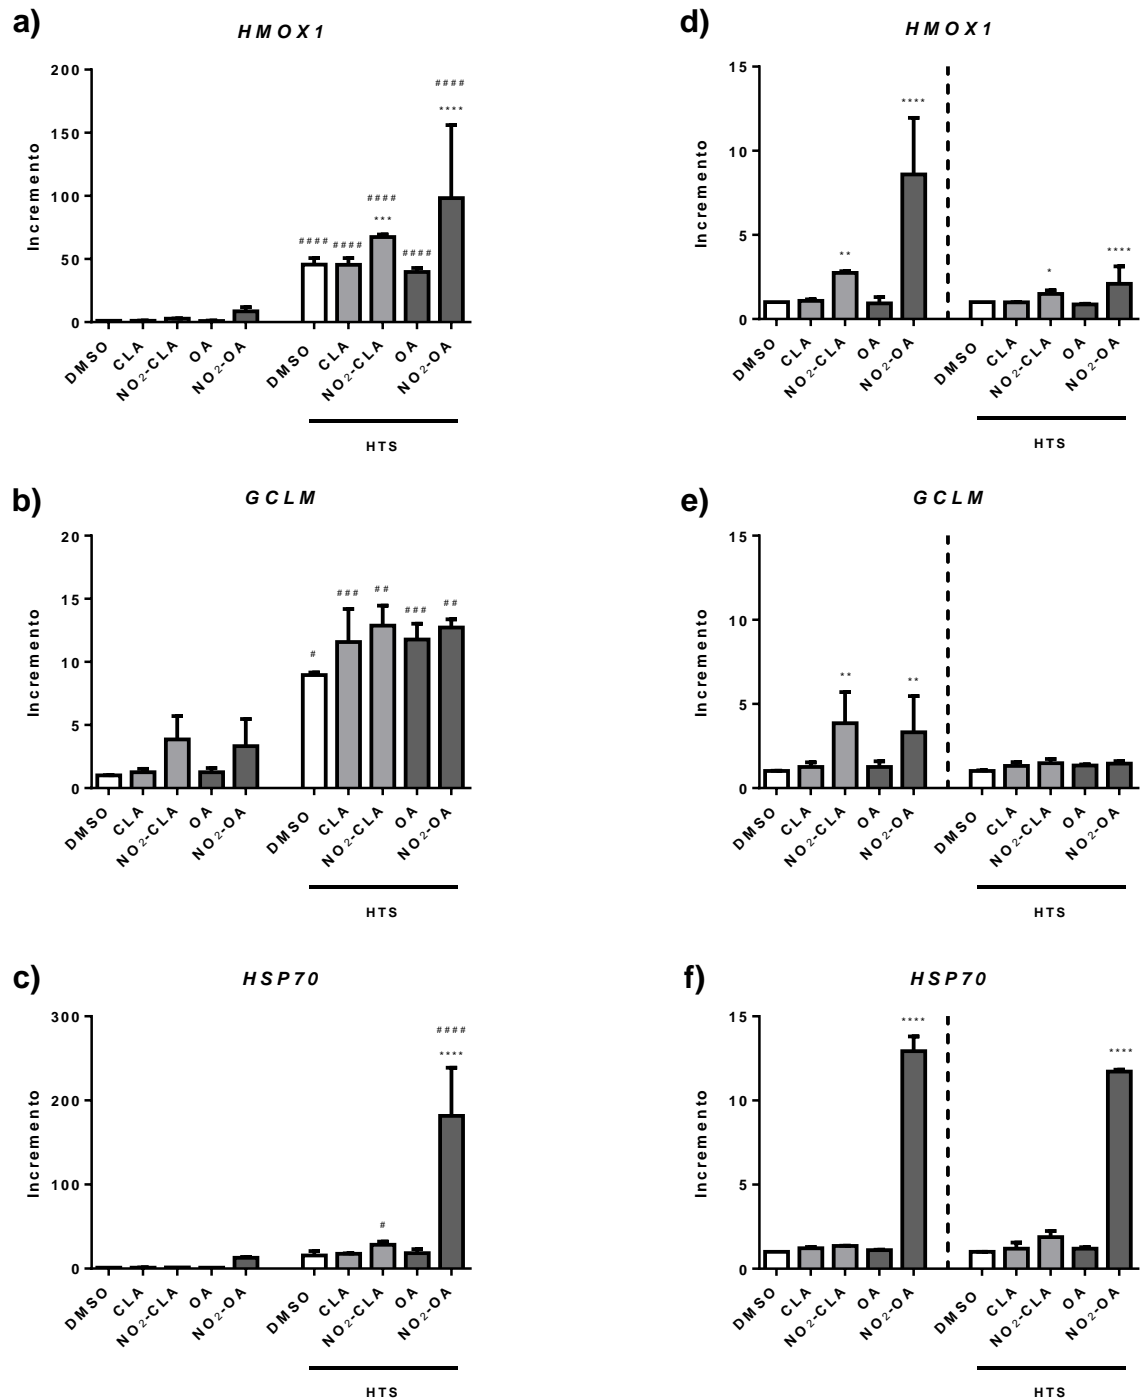 a)
HMOX1
Incremento
200
150
100
50
0
####
****
####
***
####
####
####
DMSO
CLA
NO₂-CLA
OA
NO₂-OA
DMSO
CLA
NO₂-CLA
OA
NO₂-OA
HTS
d)
HMOX1
Incremento
15
10
5
0
**
****
*
****
DMSO
CLA
NO₂-CLA
OA
NO₂-OA
DMSO
CLA
NO₂-CLA
OA
NO₂-OA
HTS
b)
GCLM
Incremento
20
15
10
5
0
#
###
##
###
##
DMSO
CLA
NO₂-CLA
OA
NO₂-OA
DMSO
CLA
NO₂-CLA
OA
NO₂-OA
HTS
e)
GCLM
Incremento
15
10
5
0
**
**
DMSO
CLA
NO₂-CLA
OA
NO₂-OA
DMSO
CLA
NO₂-CLA
OA
NO₂-OA
HTS
c)
HSP70
Incremento
300
200
100
0
#
####
****
DMSO
CLA
NO₂-CLA
OA
NO₂-OA
DMSO
CLA
NO₂-CLA
OA
NO₂-OA
HTS
f)
HSP70
Incremento
15
10
5
0
****
****
DMSO
CLA
NO₂-CLA
OA
NO₂-OA
DMSO
CLA
NO₂-CLA
OA
NO₂-OA
HTS